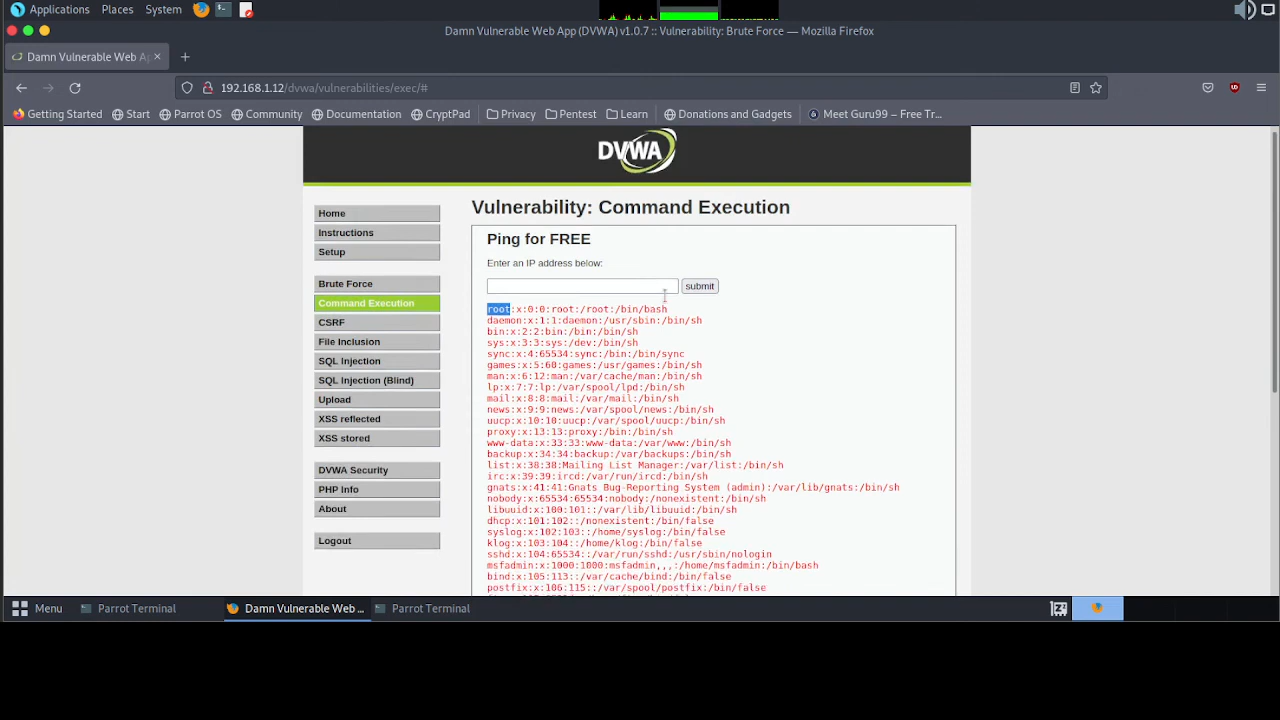 Applications Places System
Damn Vulnerable Web App (DVWA) v1.0.7 :: Vulnerability: Brute Force — Mozilla Firefox
Damn Vulnerable Web Ap
192.168.1.12/dvwa/vulnerabilities/exec/#
Getting Started Start Parrot OS Community Documentation CryptPad Privacy Pentest Learn Donations and Gadgets Meet Guru99 – Free Tr...
DVWA
Home
Instructions
Setup
Brute Force
Command Execution
CSRF
File Inclusion
SQL Injection
SQL Injection (Blind)
Upload
XSS reflected
XSS stored
DVWA Security
PHP Info
About
Logout
Vulnerability: Command Execution
Ping for FREE
Enter an IP address below:
submit
root:x:0:0:root:/root:/bin/bash
daemon:x:1:1:daemon:/usr/sbin:/bin/sh
bin:x:2:2:bin:/bin:/bin/sh
sys:x:3:3:sys:/dev:/bin/sh
sync:x:4:65534:sync:/bin:/bin/sync
games:x:5:60:games:/usr/games:/bin/sh
man:x:6:12:man:/var/cache/man:/bin/sh
lp:x:7:7:lp:/var/spool/lpd:/bin/sh
mail:x:8:8:mail:/var/mail:/bin/sh
news:x:9:9:news:/var/spool/news:/bin/sh
uucp:x:10:10:uucp:/var/spool/uucp:/bin/sh
proxy:x:13:13:proxy:/bin:/bin/sh
www-data:x:33:33:www-data:/var/www:/bin/sh
backup:x:34:34:backup:/var/backups:/bin/sh
list:x:38:38:Mailing List Manager:/var/list:/bin/sh
irc:x:39:39:ircd:/var/run/ircd:/bin/sh
gnats:x:41:41:Gnats Bug-Reporting System (admin):/var/lib/gnats:/bin/sh
nobody:x:65534:65534:nobody:/nonexistent:/bin/sh
libuuid:x:100:101::/var/lib/libuuid:/bin/sh
dhcp:x:101:102::/nonexistent:/bin/false
syslog:x:102:103::/home/syslog:/bin/false
klog:x:103:104::/home/klog:/bin/false
sshd:x:104:65534::/var/run/sshd:/usr/sbin/nologin
msfadmin:x:1000:1000:msfadmin,,,:/home/msfadmin:/bin/bash
bind:x:105:113::/var/cache/bind:/bin/false
postfix:x:106:115::/var/spool/postfix:/bin/false
Menu Parrot Terminal Damn Vulnerable Web ... Parrot Terminal